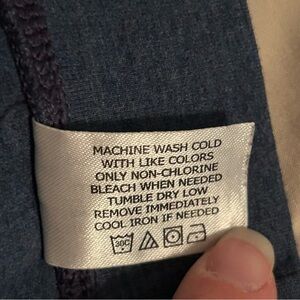 MACHINE WASH COLD
WITH LIKE COLORS
ONLY NON-CHLORINE
BLEACH WHEN NEEDED
TUMBLE DRY LOW
REMOVE IMMEDIATELY
COOL IRON IF NEEDED
30C